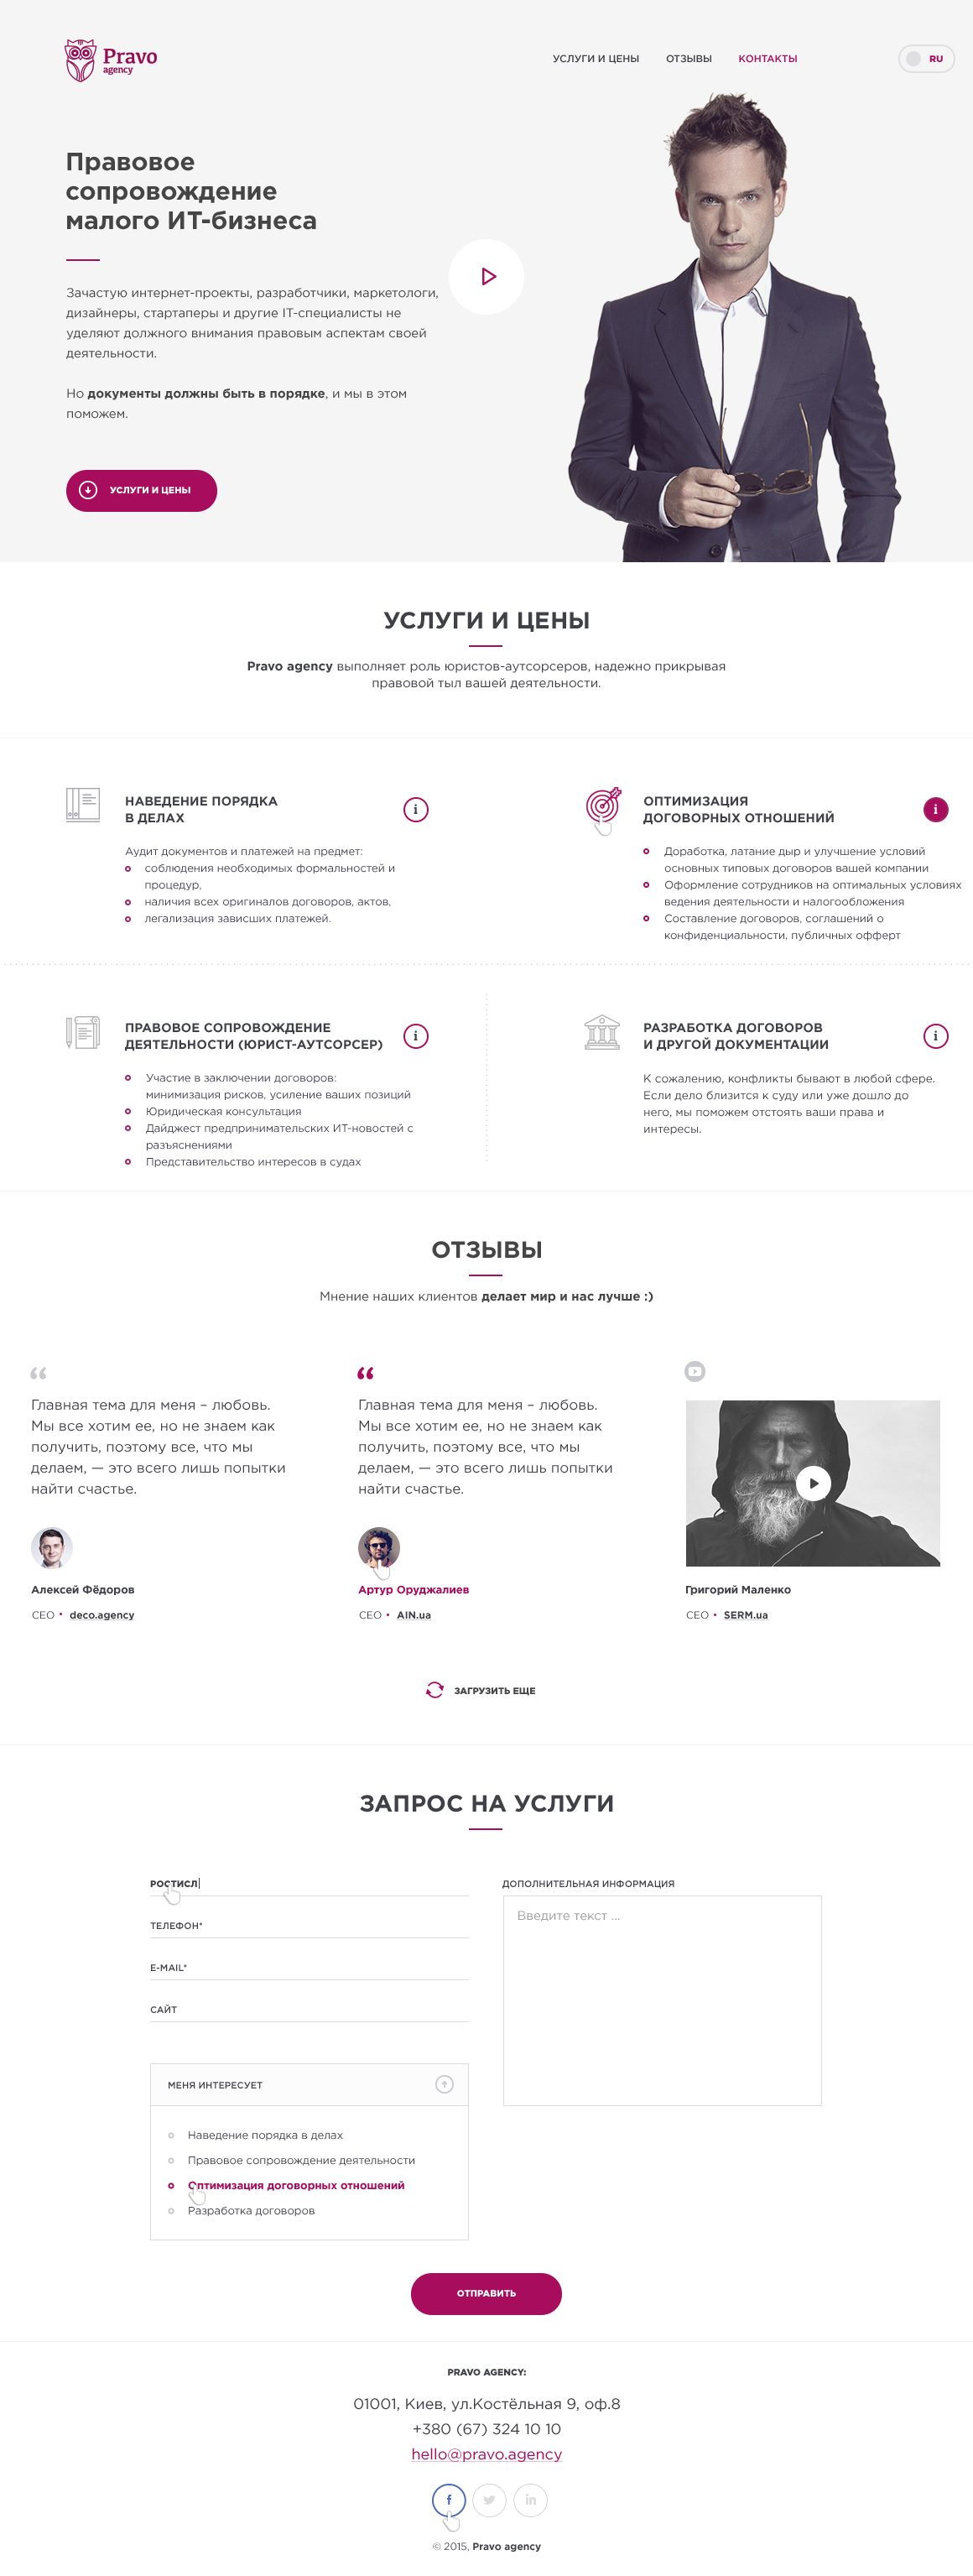 Pravo
agency
УСЛУГИ И ЦЕНЫ
ОТЗЫВЫ
КОНТАКТЫ
RU
Правовое
сопровождение
малого ИТ-бизнеса
Зачастую интернет-проекты, разработчики, маркетологи,
дизайнеры, стартаперы и другие IT-специалисты не
уделяют должного внимания правовым аспектам своей
деятельности.
Но документы должны быть в порядке, и мы в этом
поможем.
УСЛУГИ И ЦЕНЫ
УСЛУГИ И ЦЕНЫ
Pravo agency выполняет роль юристов-аутсорсеров, надежно прикрывая
правовой тыл вашей деятельности.
НАВЕДЕНИЕ ПОРЯДКА
В ДЕЛАХ
i
Аудит документов и платежей на предмет:
соблюдения необходимых формальностей и
процедур,
наличия всех оригиналов договоров, актов,
легализация зависших платежей.
ОПТИМИЗАЦИЯ
ДОГОВОРНЫХ ОТНОШЕНИЙ
i
Доработка, латание дыр и улучшение условий
основных типовых договоров вашей компании
Оформление сотрудников на оптимальных условиях
ведения деятельности и налогообложения
Составление договоров, соглашений о
конфиденциальности, публичных офферт
ПРАВОВОЕ СОПРОВОЖДЕНИЕ
ДЕЯТЕЛЬНОСТИ (ЮРИСТ-АУТСОРСЕР)
i
Участие в заключении договоров:
минимизация рисков, усиление ваших позиций
Юридическая консультация
Дайджест предпринимательских ИТ-новостей с
разъяснениями
Представительство интересов в судах
РАЗРАБОТКА ДОГОВОРОВ
И ДРУГОЙ ДОКУМЕНТАЦИИ
i
К сожалению, конфликты бывают в любой сфере.
Если дело близится к суду или уже дошло до
него, мы поможем отстоять ваши права и
интересы.
ОТЗЫВЫ
Мнение наших клиентов делает мир и нас лучше :)
“
Главная тема для меня – любовь.
Мы все хотим ее, но не знаем как
получить, поэтому все, что мы
делаем, — это всего лишь попытки
найти счастье.
Алексей Фёдоров
CEO • deco.agency
“
Главная тема для меня – любовь.
Мы все хотим ее, но не знаем как
получить, поэтому все, что мы
делаем, — это всего лишь попытки
найти счастье.
Артур Оруджалиев
CEO • AIN.ua
Григорий Маленко
CEO • SERM.ua
ЗАГРУЗИТЬ ЕЩЕ
ЗАПРОС НА УСЛУГИ
РОСТИСЛ
ТЕЛЕФОН*
E-MAIL*
САЙТ
МЕНЯ ИНТЕРЕСУЕТ
Наведение порядка в делах
Правовое сопровождение деятельности
Оптимизация договорных отношений
Разработка договоров
ДОПОЛНИТЕЛЬНАЯ ИНФОРМАЦИЯ
Введите текст ...
ОТПРАВИТЬ
PRAVO AGENCY:
01001, Киев, ул.Костёльная 9, оф.8
+380 (67) 324 10 10
hello@pravo.agency
f
in
© 2015, Pravo agency